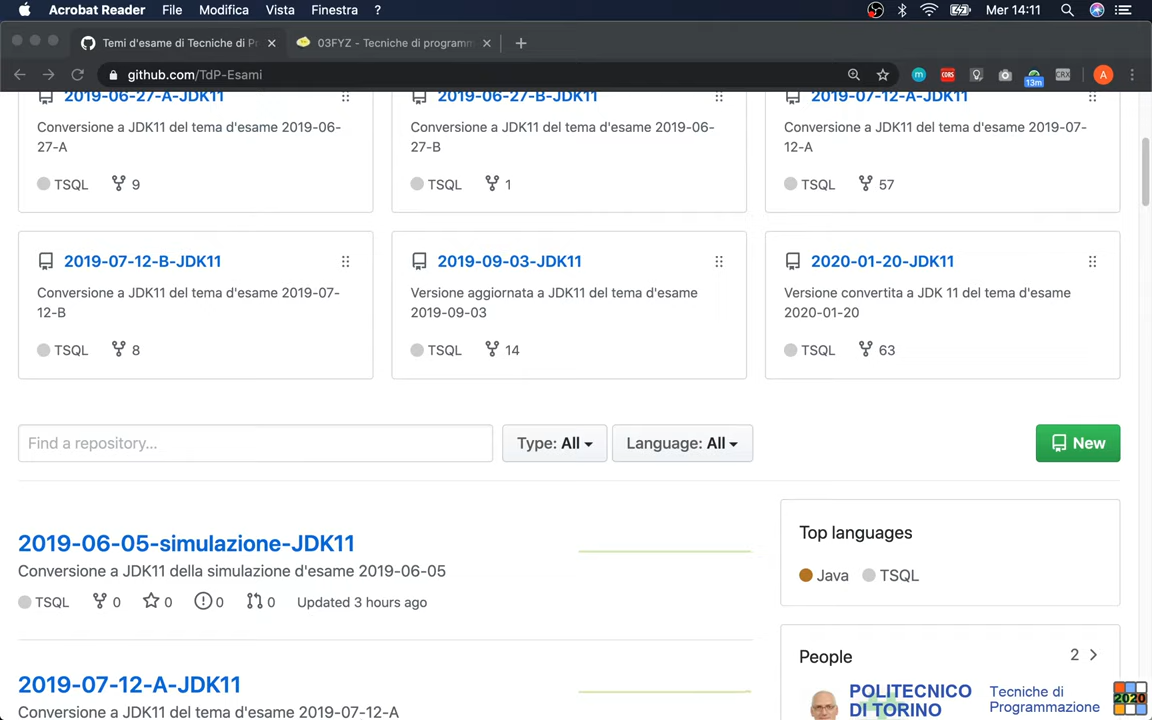 Acrobat Reader File Modifica Vista Finestra ? Mer 14:11
Temi d'esame di Tecniche di P 03FYZ - Tecniche di programm
github.com/TdP-Esami 13m A
2019-06-27-A-JDK11 2019-06-27-B-JDK11 2019-07-12-A-JDK11
Conversione a JDK11 del tema d'esame 2019-06-
27-A
Conversione a JDK11 del tema d'esame 2019-06-
27-B
Conversione a JDK11 del tema d'esame 2019-07-
12-A
TSQL 9 TSQL 1 TSQL 57
2019-07-12-B-JDK11 2019-09-03-JDK11 2020-01-20-JDK11
Conversione a JDK11 del tema d'esame 2019-07-
12-B
Versione aggiornata a JDK11 del tema d'esame
2019-09-03
Versione convertita a JDK 11 del tema d'esame
2020-01-20
TSQL 8 TSQL 14 TSQL 63
Find a repository... Type: All Language: All New
2019-06-05-simulazione-JDK11
Conversione a JDK11 della simulazione d'esame 2019-06-05
TSQL 0 0 0 0 Updated 3 hours ago
2019-07-12-A-JDK11
Conversione a JDK11 del tema d'esame 2019-07-12-A
Top languages
Java TSQL
People 2
POLITECNICO
DI TORINO
Tecniche di
Programmazione
2020